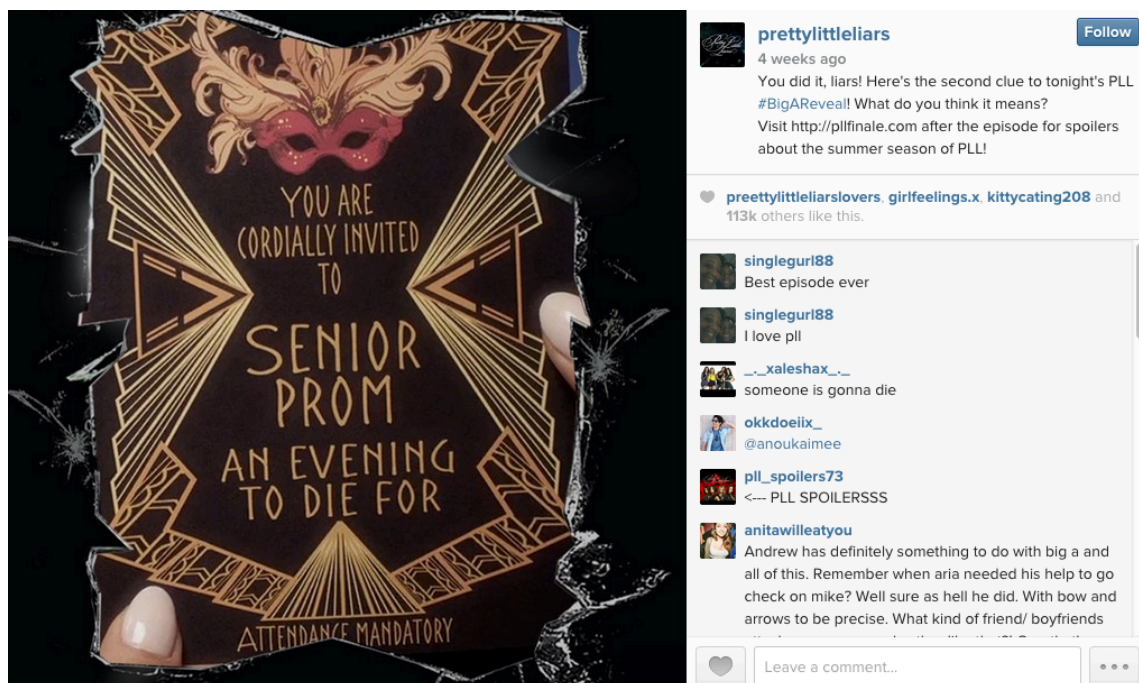 YOU ARE
CORDIALLY INVITED
TO
SENIOR
PROM
AN EVENING
TO DIE FOR
ATTENDANCE MANDATORY
prettylittleliars
Follow
4 weeks ago
You did it, liars! Here's the second clue to tonight's PLL
#BigAReveal! What do you think it means?
Visit http://pllfinale.com after the episode for spoilers
about the summer season of PLL!
preettylittleliarslovers, girlfeelings.x, kittycating208 and
113k others like this.
singlegurl88
Best episode ever
singlegurl88
I love pll
_._xaleshax_._
someone is gonna die
okkdoeiix_
@anoukaimee
pll_spoilers73
<--- PLL SPOILERSSS
anitawilleatyou
Andrew has definitely something to do with big a and
all of this. Remember when aria needed his help to go
check on mike? Well sure as hell he did. With bow and
arrows to be precise. What kind of friend/ boyfriends
Leave a comment...